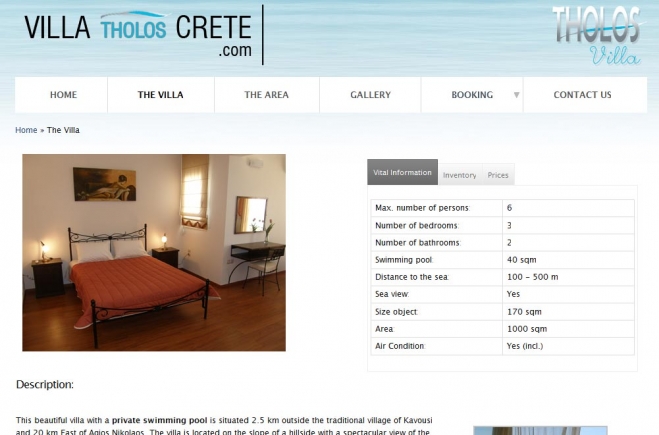 VILLA THOLOS CRETE
.com
THOLOS
Villa
HOME THE VILLA THE AREA GALLERY BOOKING CONTACT US
Home » The Villa
Vital Information Inventory Prices
Max. number of persons: 6
Number of bedrooms: 3
Number of bathrooms: 2
Swimming pool: 40 sqm
Distance to the sea: 100 - 500 m
Sea view: Yes
Size object: 170 sqm
Area: 1000 sqm
Air Condition: Yes (incl.)
Description:
This beautiful villa with a private swimming pool is situated 2.5 km outside the traditional village of Kavousi
and 20 km East of Agios Nikolaos. The villa is located on the slope of a hillside with a spectacular view of the